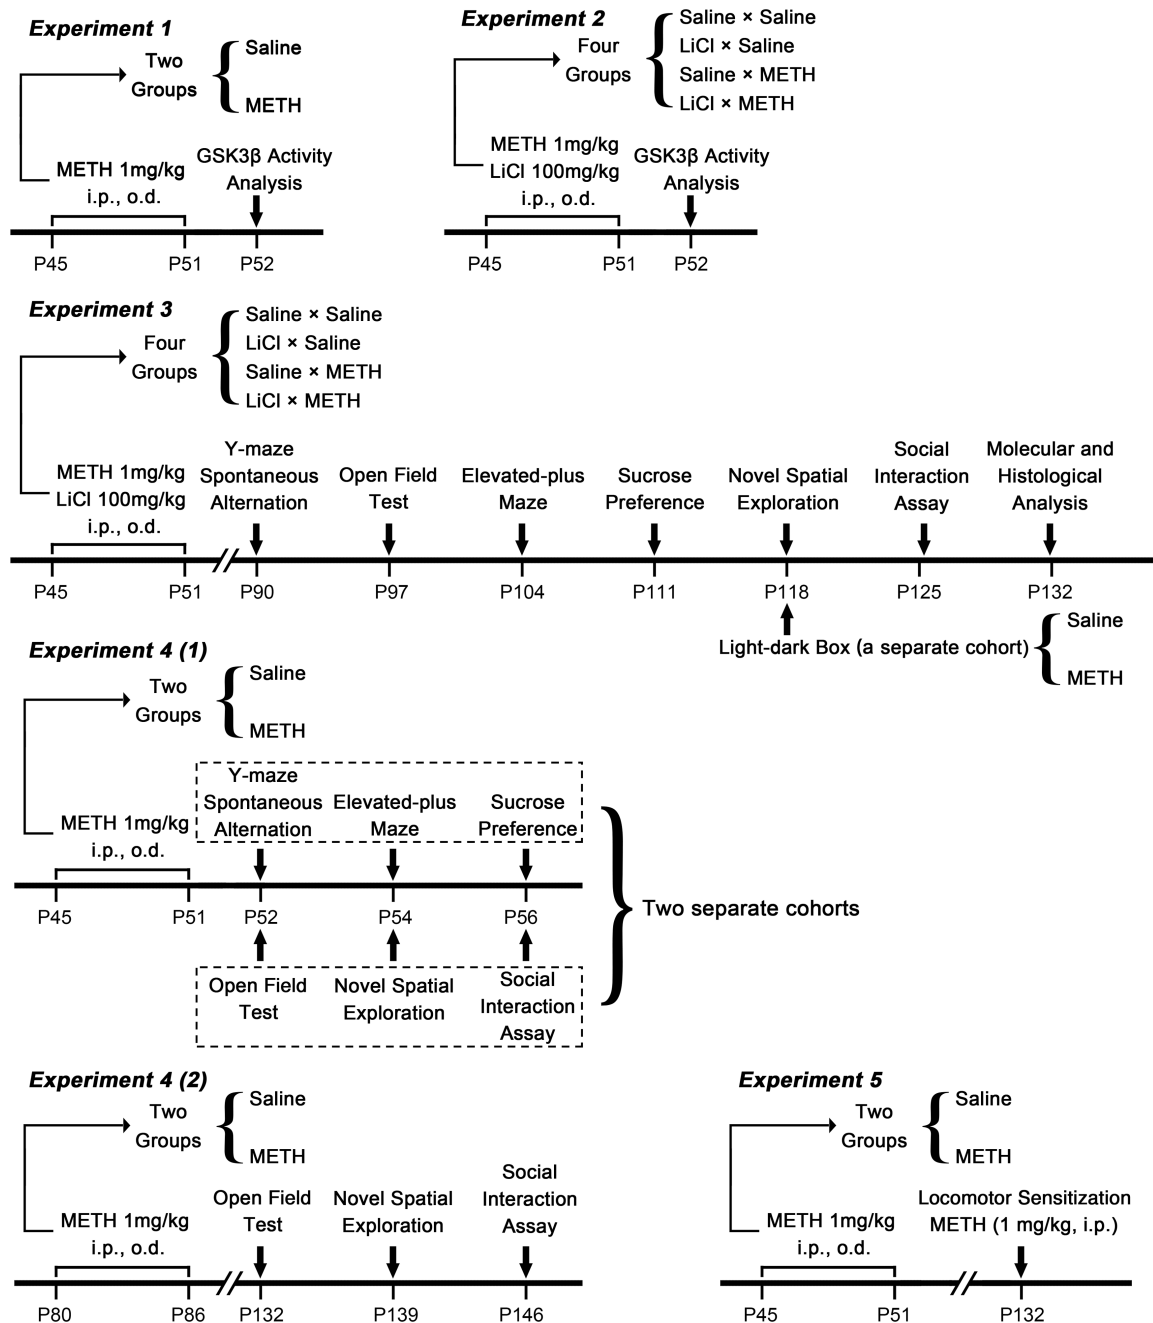 Experiment 1
Two
Groups
Saline
METH
METH 1mg/kg
i.p., o.d.
GSK3β Activity
Analysis
P45
P51
P52
Experiment 2
Four
Groups
Saline × Saline
LiCl × Saline
Saline × METH
LiCl × METH
METH 1mg/kg
LiCl 100mg/kg
i.p., o.d.
GSK3β Activity
Analysis
P45
P51
P52
Experiment 3
Four
Groups
Saline × Saline
LiCl × Saline
Saline × METH
LiCl × METH
METH 1mg/kg
LiCl 100mg/kg
i.p., o.d.
Y-maze
Spontaneous
Alternation
Open Field
Test
Elevated-plus
Maze
Sucrose
Preference
Novel Spatial
Exploration
Social
Interaction
Assay
Molecular and
Histological
Analysis
P45
P51
P90
P97
P104
P111
P118
P125
P132
Light-dark Box (a separate cohort)
Saline
METH
Experiment 4 (1)
Two
Groups
Saline
METH
METH 1mg/kg
i.p., o.d.
Y-maze
Spontaneous
Alternation
Elevated-plus
Maze
Sucrose
Preference
P45
P51
P52
P54
P56
Open Field
Test
Novel Spatial
Exploration
Social
Interaction
Assay
Two separate cohorts
Experiment 4 (2)
Two
Groups
Saline
METH
METH 1mg/kg
i.p., o.d.
Open Field
Test
Novel Spatial
Exploration
Social
Interaction
Assay
P80
P86
P132
P139
P146
Experiment 5
Two
Groups
Saline
METH
METH 1mg/kg
i.p., o.d.
Locomotor Sensitization
METH (1 mg/kg, i.p.)
P45
P51
P132